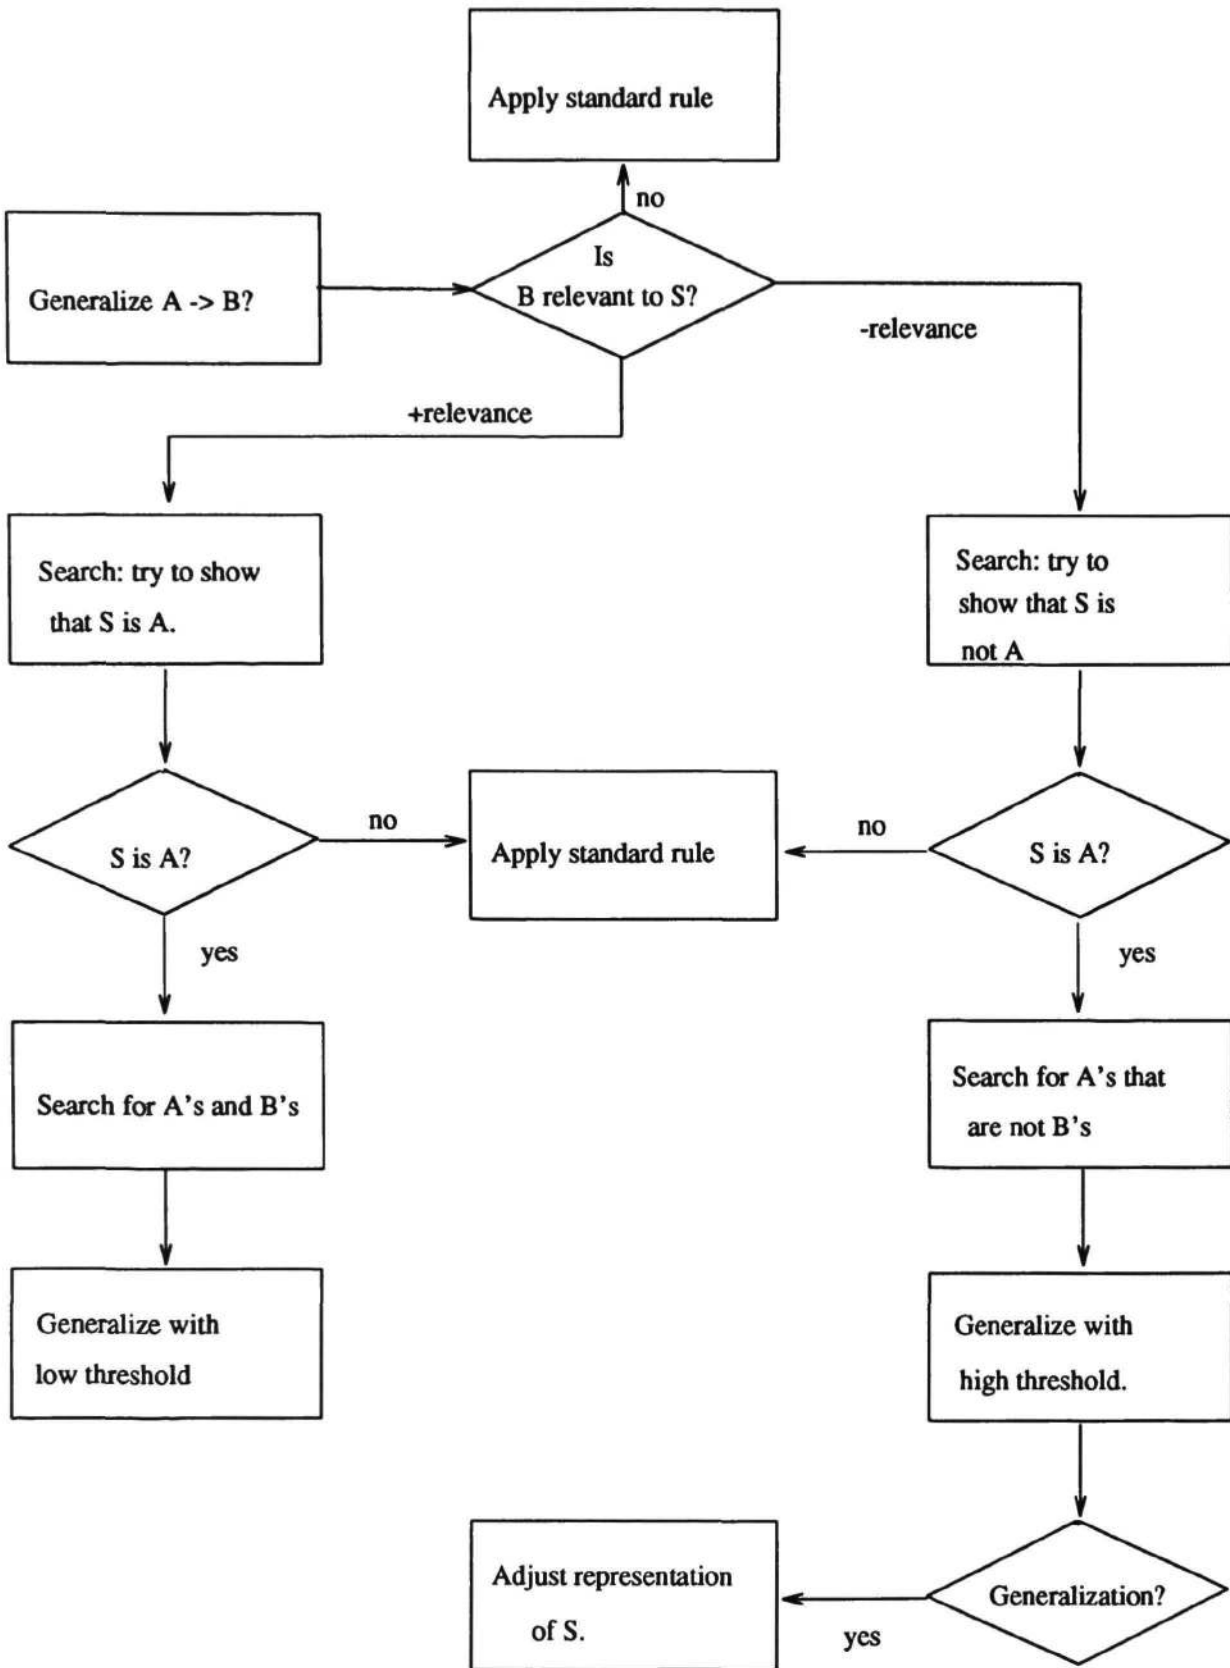 Apply standard rule
no
Is
B relevant to S?
Generalize A -> B?
-relevance
+relevance
Search: try to show
that S is A.
Search: try to
show that S is
not A
S is A?
no
Apply standard rule
no
S is A?
yes
yes
Search for A's and B's
Search for A's that
are not B's
Generalize with
low threshold
Generalize with
high threshold.
Adjust representation
of S.
yes
Generalization?